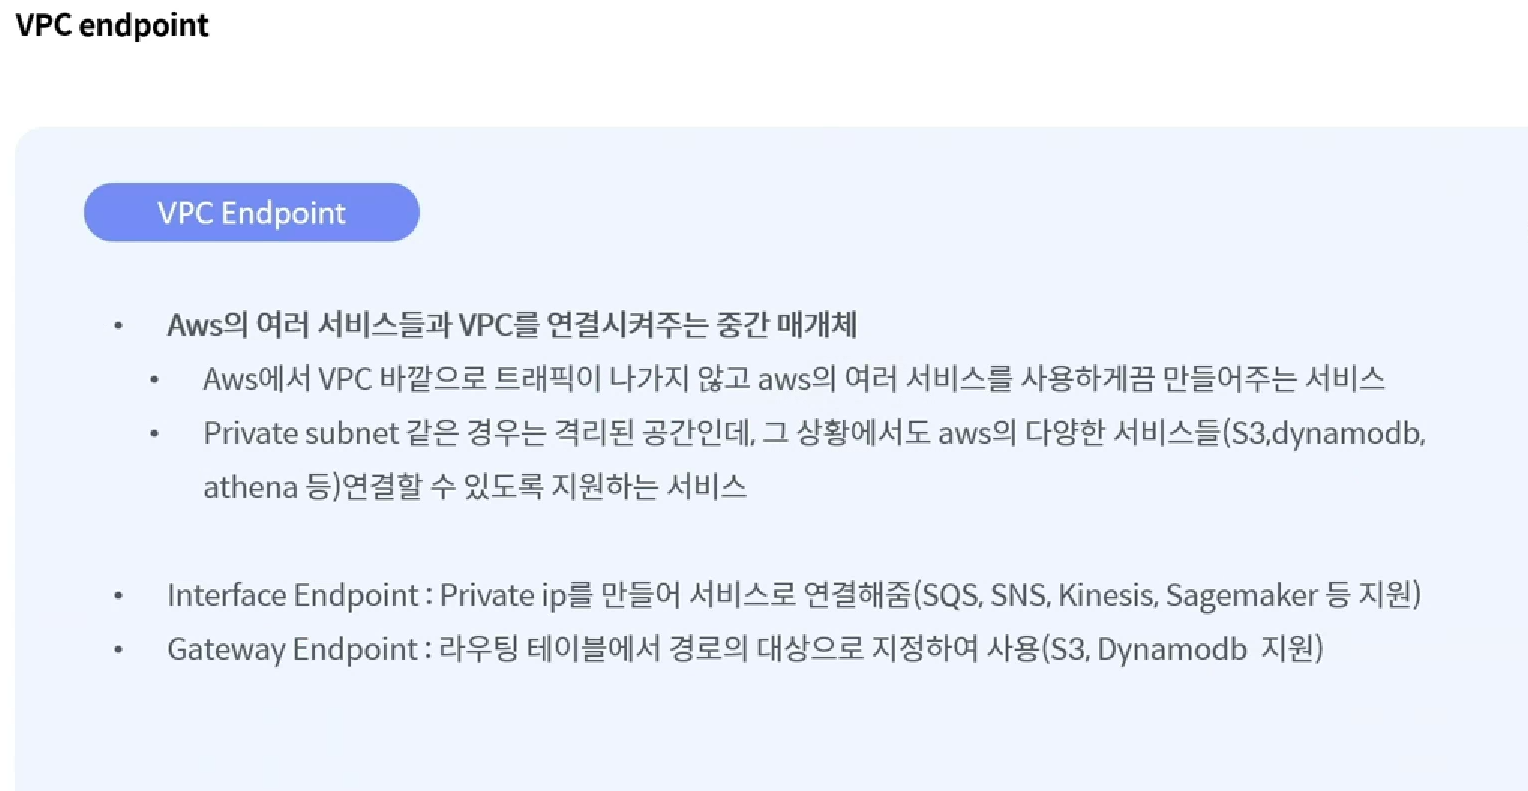 VPC endpoint
VPC Endpoint
• Aws의 여러 서비스들과 VPC를 연결시켜주는 중간 매개체
• Aws에서 VPC 바깥으로 트래픽이 나가지 않고 aws의 여러 서비스를 사용하게끔 만들어주는 서비스
• Private subnet 같은 경우는 격리된 공간인데, 그 상황에서도 aws의 다양한 서비스들(S3,dynamodb,
athena 등)연결할 수 있도록 지원하는 서비스
• Interface Endpoint : Private ip를 만들어 서비스로 연결해줌(SQS, SNS, Kinesis, Sagemaker 등 지원)
• Gateway Endpoint : 라우팅 테이블에서 경로의 대상으로 지정하여 사용(S3, Dynamodb 지원)